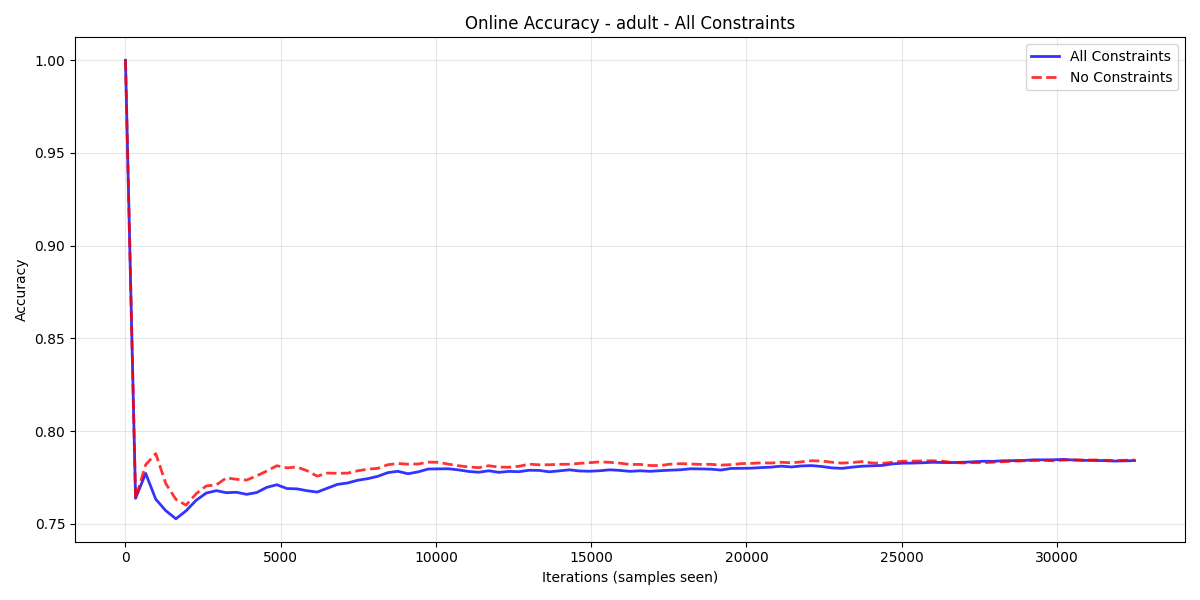 Online Accuracy - adult - All Constraints
All Constraints
No Constraints
Accuracy
1.00
0.95
0.90
0.85
0.80
0.75
0
5000
10000
15000
20000
25000
30000
Iterations (samples seen)